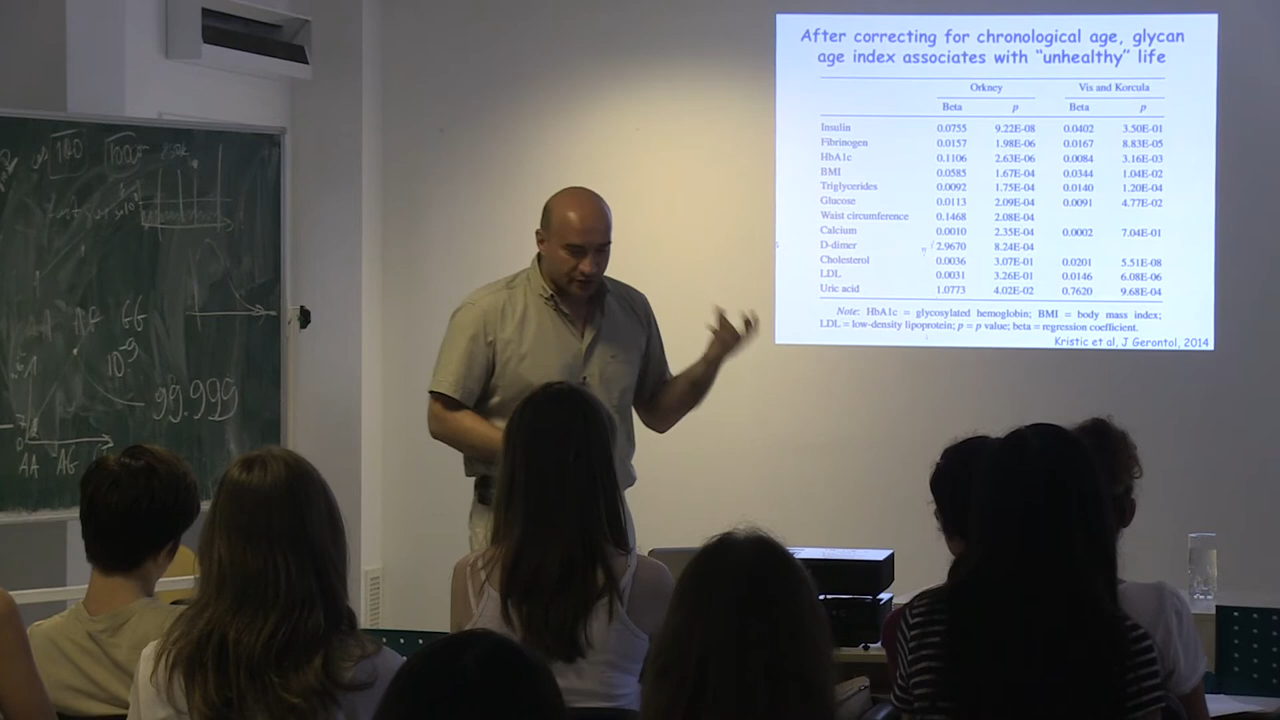 140 1000
AA AG GG
10-9
99.999
AA AG
After correcting for chronological age, glycan
age index associates with “unhealthy” life
Orkney Vis and Korcula
Beta p Beta p
Insulin 0.0755 9.22E-08 0.0402 3.50E-01
Fibrinogen 0.0157 1.98E-06 0.0167 8.83E-05
HbA1c 0.1106 2.63E-06 0.0084 3.16E-03
BMI 0.0585 1.67E-04 0.0344 1.04E-02
Triglycerides 0.0092 1.75E-04 0.0140 1.20E-04
Glucose 0.0113 2.09E-04 0.0091 4.77E-02
Waist circumference 0.1468 2.08E-04
Calcium 0.0010 2.35E-04 0.0002 7.04E-01
D-dimer 2.9670 8.24E-04
Cholesterol 0.0036 3.07E-01 0.0201 5.51E-08
LDL 0.0031 3.26E-01 0.0146 6.08E-06
Uric acid 1.0773 4.02E-02 0.7620 9.68E-04
Note: HbA1c = glycosylated hemoglobin; BMI = body mass index;
LDL = low-density lipoprotein; p = p value; beta = regression coefficient.
Kristic et al, J Gerontol, 2014